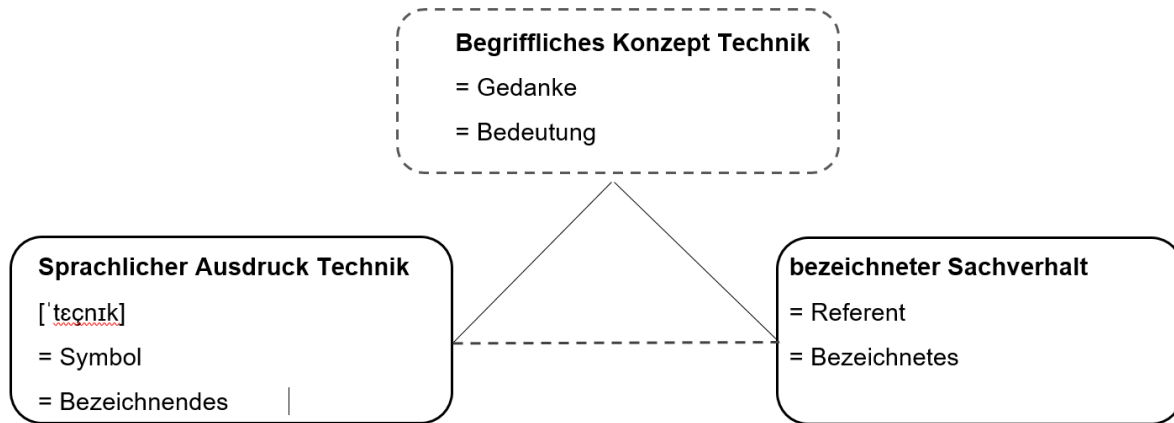 Begriffliches Konzept Technik
= Gedanke
= Bedeutung
Sprachlicher Ausdruck Technik
[ˈtɛçnɪk]
= Symbol
= Bezeichnendes
bezeichneter Sachverhalt
= Referent
= Bezeichnetes